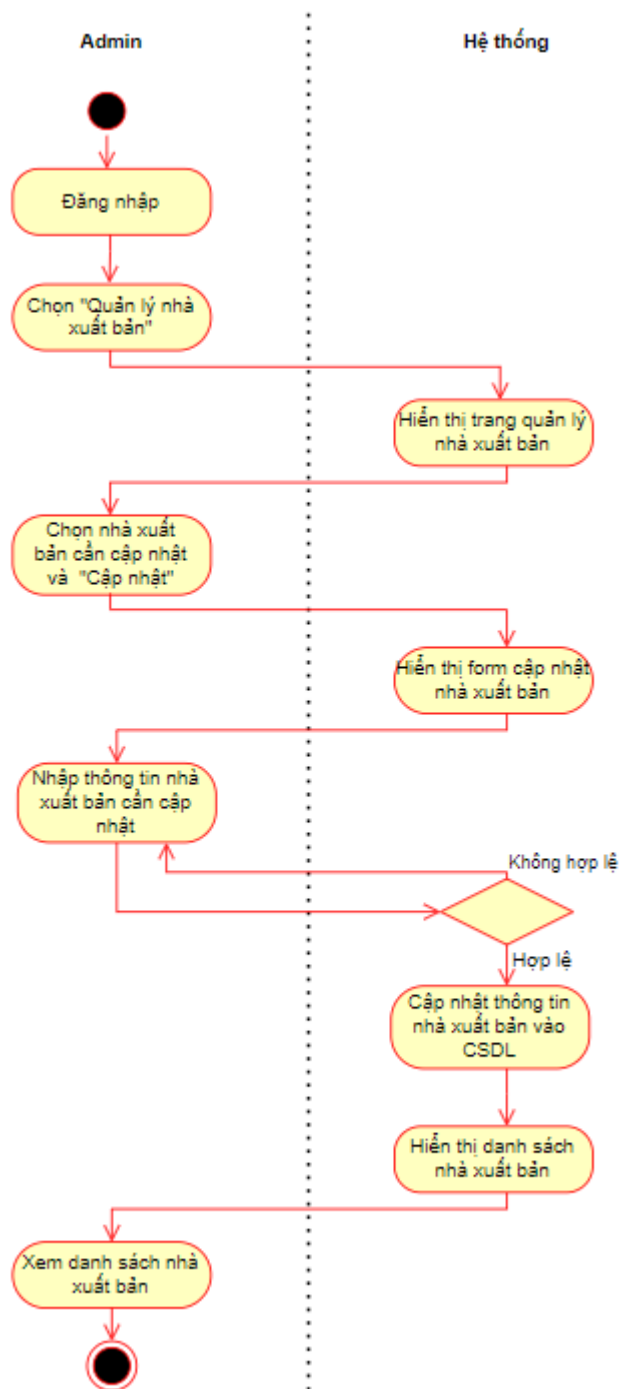 Admin
Hệ thống
Đăng nhập
Chọn "Quản lý nhà
xuất bản"
Hiển thị trang quản lý
nhà xuất bản
Chọn nhà xuất
bản cần cập nhật
và "Cập nhật"
Hiển thị form cập nhật
nhà xuất bản
Nhập thông tin nhà
xuất bản cần cập
nhật
Không hợp lệ
Hợp lệ
Cập nhật thông tin
nhà xuất bản vào
CSDL
Hiển thị danh sách
nhà xuất bản
Xem danh sách nhà
xuất bản